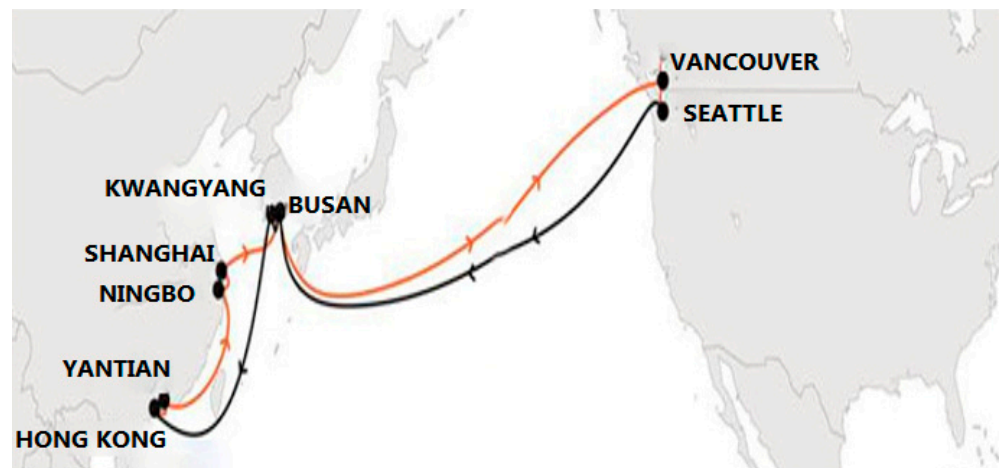 VANCOUVER
SEATTLE
KWANGYANG
BUSAN
SHANGHAI
NINGBO
YANTIAN
HONG KONG